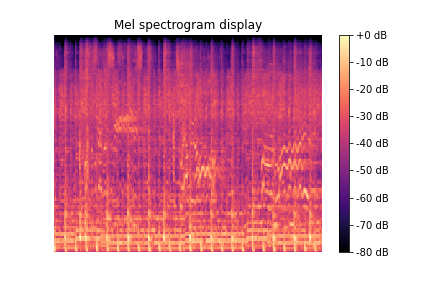 Mel spectrogram display
+0 dB
-10 dB
-20 dB
-30 dB
-40 dB
-50 dB
-60 dB
-70 dB
-80 dB